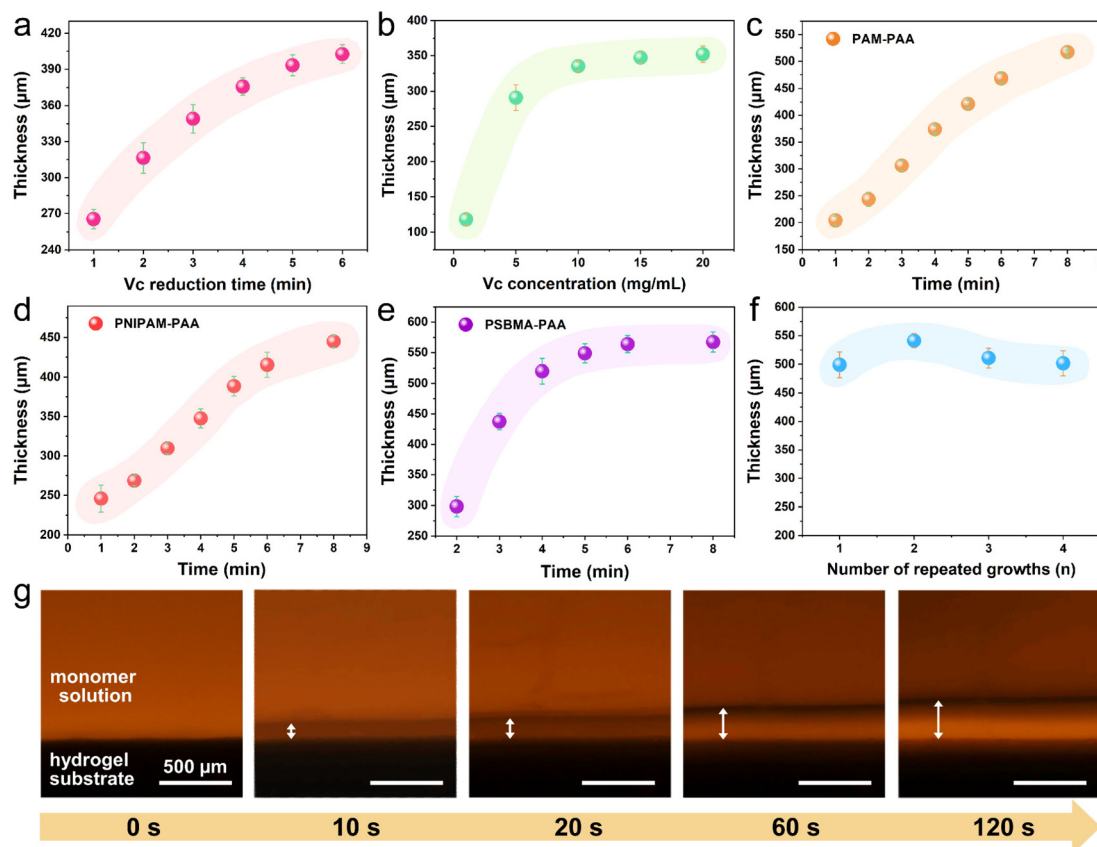 a
420
390
360
330
300
270
240
Thickness (μm)
1 2 3 4 5 6
Vc reduction time (min)
b
400
350
300
250
200
150
100
Thickness (μm)
0 5 10 15 20
Vc concentration (mg/mL)
c
PAM-PAA
550
500
450
400
350
300
250
200
150
Thickness (μm)
0 1 2 3 4 5 6 7 8 9
Time (min)
d
PNIPAM-PAA
450
400
350
300
250
200
Thickness (μm)
0 1 2 3 4 5 6 7 8 9
Time (min)
e
PSBMA-PAA
600
550
500
450
400
350
300
250
Thickness (μm)
2 3 4 5 6 7 8
Time (min)
f
600
550
500
450
400
350
300
250
200
Thickness (μm)
1 2 3 4
Number of repeated growths (n)
g
monomer
solution
hydrogel
substrate
500 μm
0 s 10 s 20 s 60 s 120 s